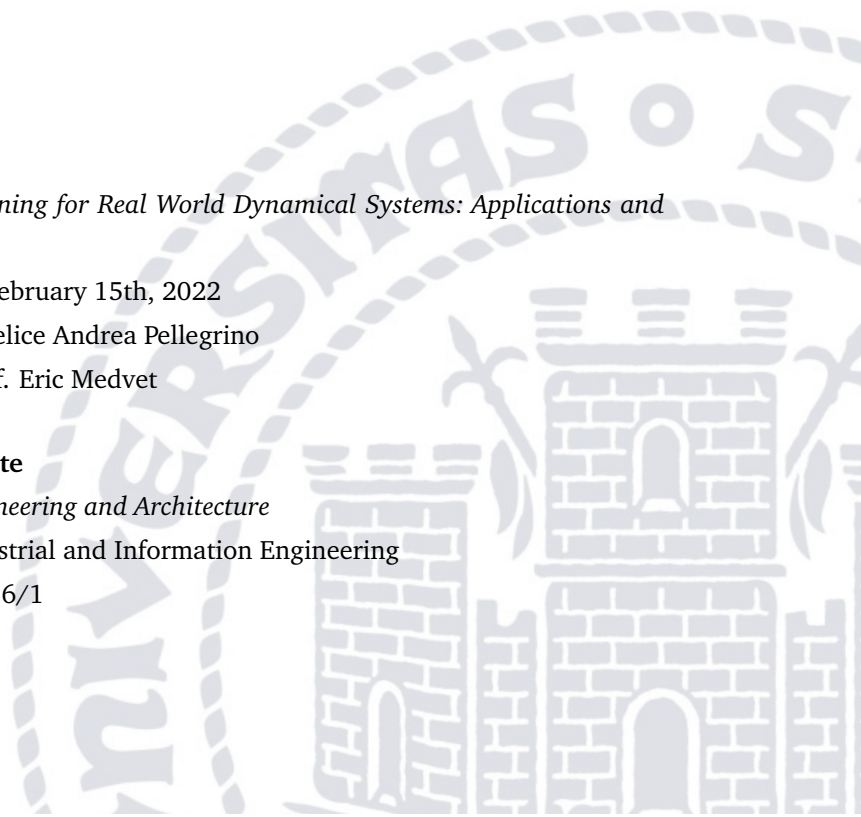 ning for Real World Dynamical Systems: Applications and
ebruary 15th, 2022
elice Andrea Pellegrino
f. Eric Medvet
te
neering and Architecture
strial and Information Engineering
6/1
UNIVERSITAS S